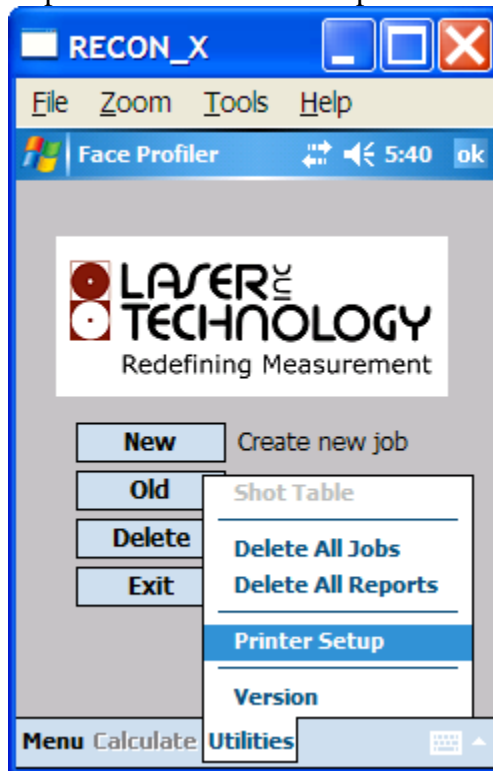 RECON_X
File Zoom Tools Help
Face Profiler 5:40 ok
LASER INC
TECHNOLOGY
Redefining Measurement
New Create new job
Old
Shot Table
Delete
Delete All Jobs
Exit
Delete All Reports
Printer Setup
Version
Menu Calculate Utilities